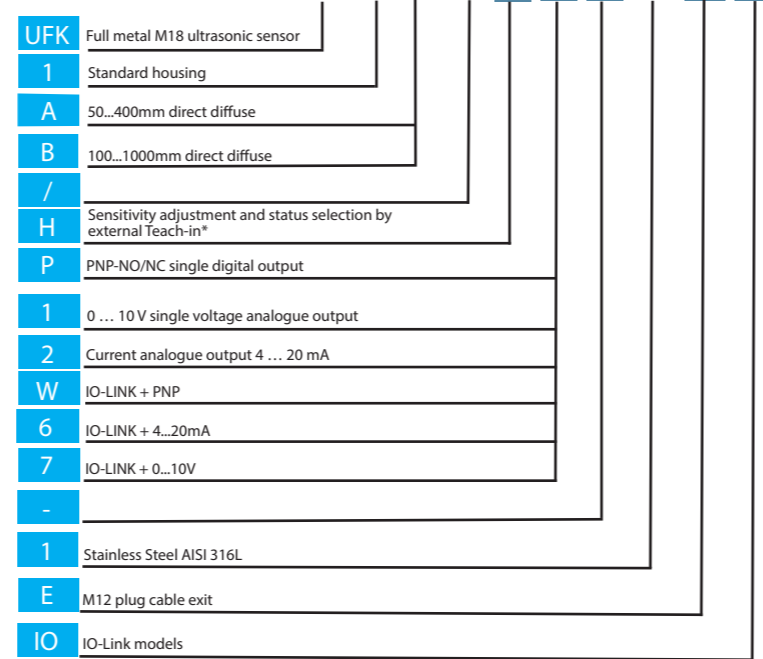 UFK Full metal M18 ultrasonic sensor
1 Standard housing
A 50...400mm direct diffuse
B 100...1000mm direct diffuse
/
H Sensitivity adjustment and status selection by
external Teach-in*
P PNP-NO/NC single digital output
1 0 … 10 V single voltage analogue output
2 Current analogue output 4 … 20 mA
W IO-LINK + PNP
6 IO-LINK + 4...20mA
7 IO-LINK + 0...10V
-
1 Stainless Steel AISI 316L
E M12 plug cable exit
IO IO-Link models